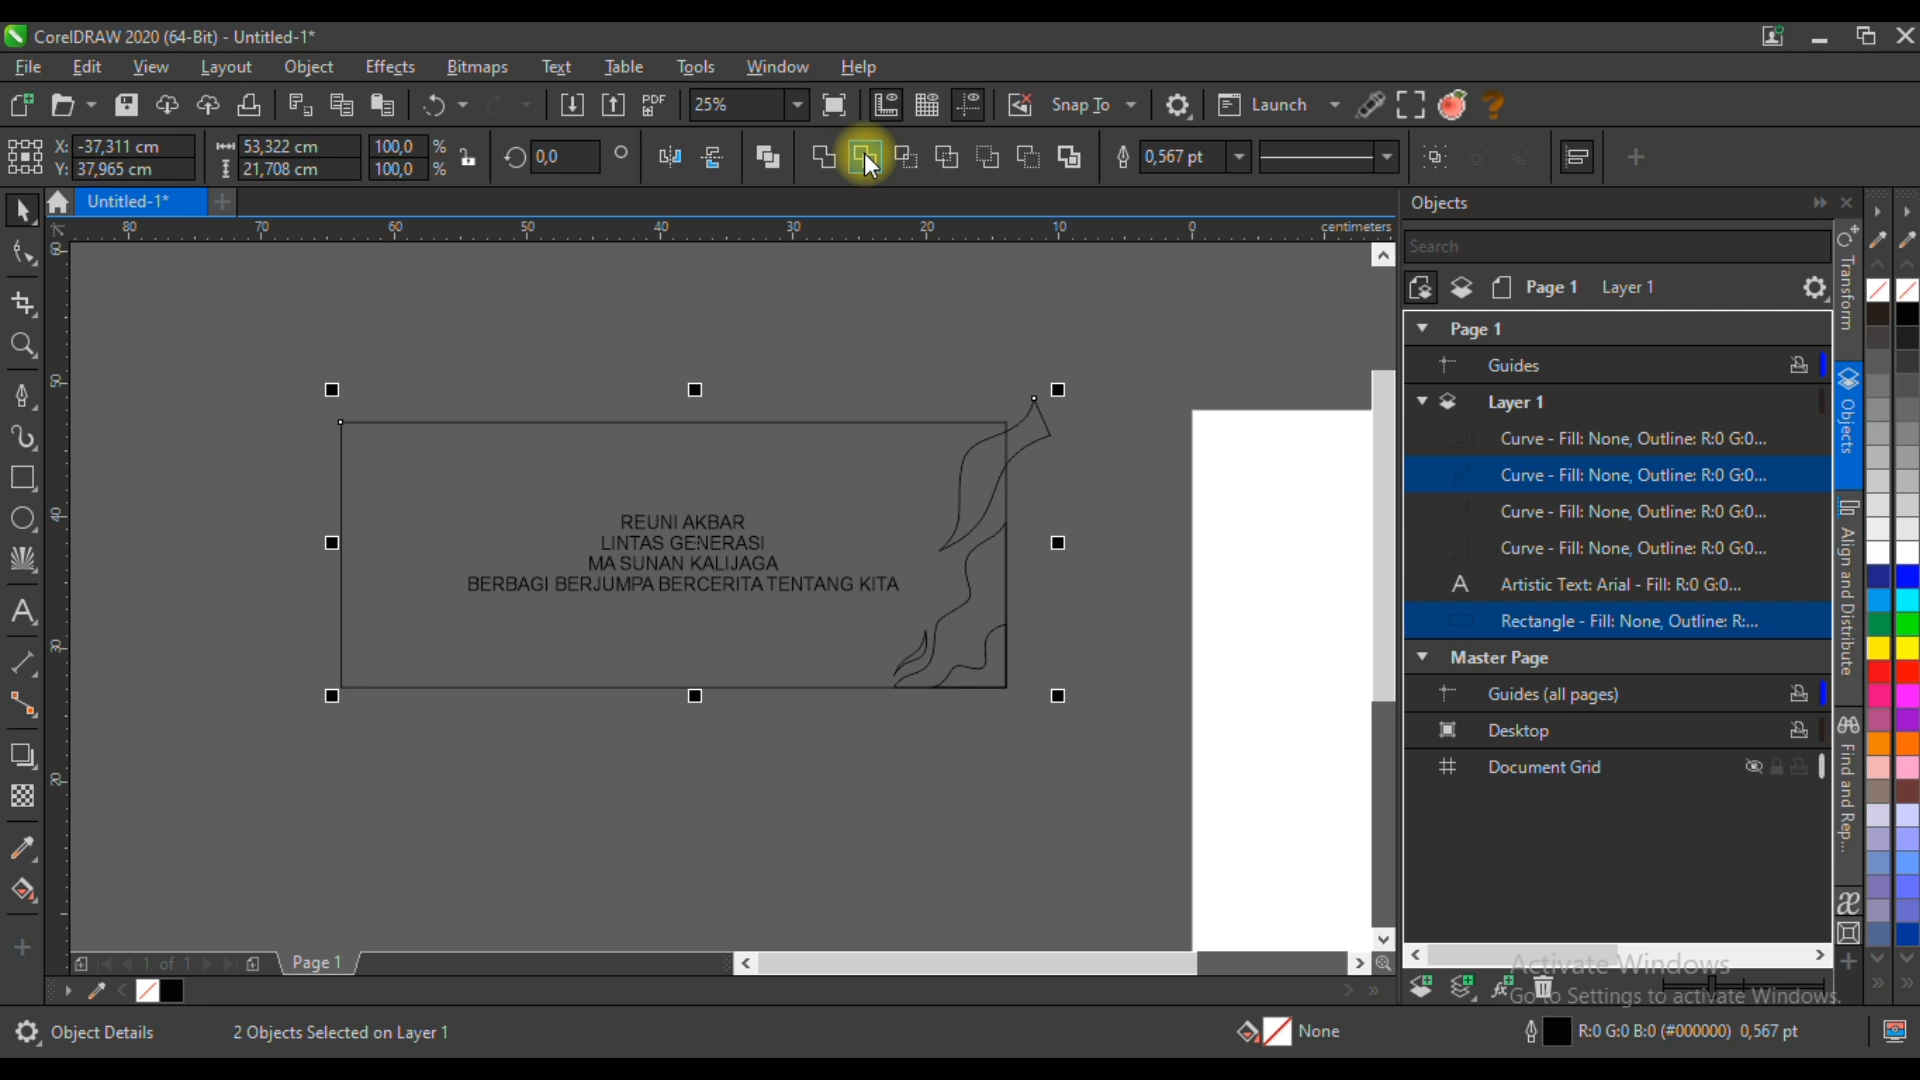 CorelDRAW 2020 (64-Bit) - Untitled-1*
File Edit View Layout Object Effects Bitmaps Text Table Tools Window Help
PDF 25% Snap To Launch
X: -37,311 cm 53,322 cm 100,0 % 0,0 0,567 pt
Y: 37,965 cm 21,708 cm 100,0 %
Untitled-1*
80 70 60 50 40 30 20 10 0 centimeters
60
50
40
30
20
REUNI AKBAR
LINTAS GENERASI
MA SUNAN KALIJAGA
BERBAGI BERJUMPA BERCERITA TENTANG KITA
Objects
Search
Page 1 Layer 1
Page 1
Guides
Layer 1
Curve - Fill: None, Outline: R:0 G:0...
Curve - Fill: None, Outline: R:0 G:0...
Curve - Fill: None, Outline: R:0 G:0...
Curve - Fill: None, Outline: R:0 G:0...
A Artistic Text: Arial - Fill: R:0 G:0...
Rectangle - Fill: None, Outline: R:...
Master Page
Guides (all pages)
Desktop
Document Grid
Transform
Objects
Align and Distribute
Find and Rep...
1 of 1 Page 1
Activate Windows
Go to Settings to activate Windows.
Object Details 2 Objects Selected on Layer 1 None R:0 G:0 B:0 (#000000) 0,567 pt